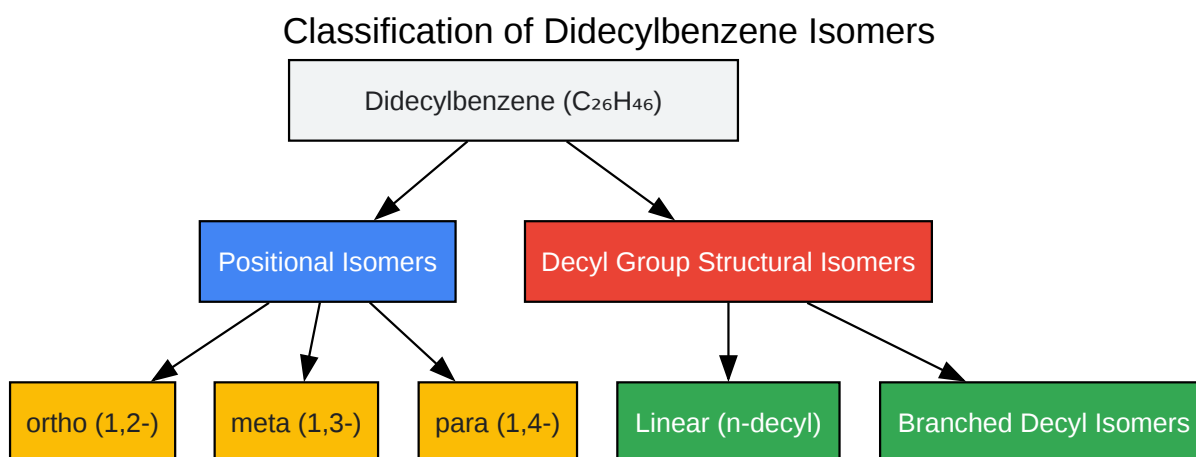 Classification of Didecylbenzene Isomers
Didecylbenzene (C₂₆H₄₆)
Positional Isomers
Decyl Group Structural Isomers
ortho (1,2-)
meta (1,3-)
para (1,4-)
Linear (n-decyl)
Branched Decyl Isomers